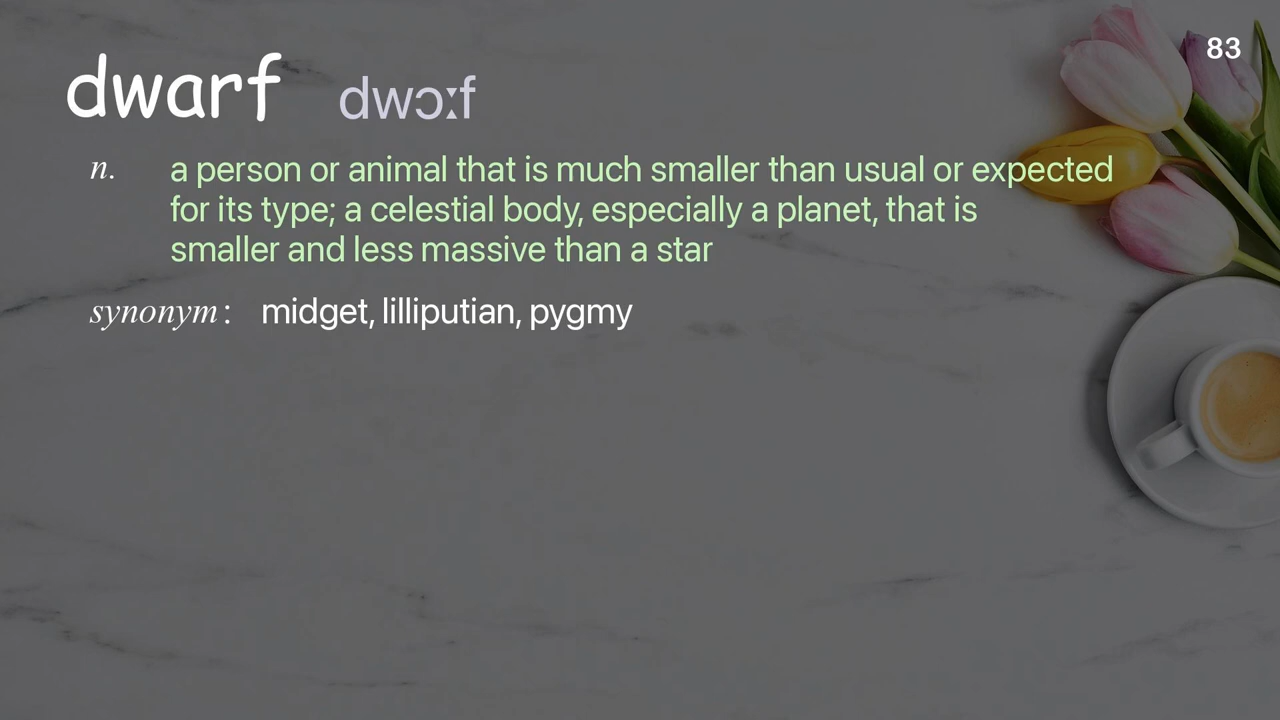 83
dwarf dwɔːf
n. a person or animal that is much smaller than usual or expected
for its type; a celestial body, especially a planet, that is
smaller and less massive than a star
synonym: midget, lilliputian, pygmy